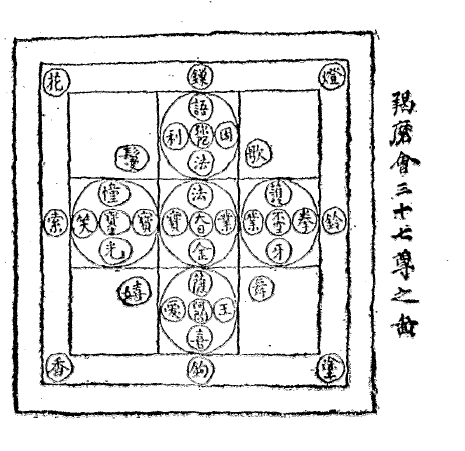 羯磨會三十七尊之
花 鏁 燈
語
利 因
法
鬘 歌
幢 法 護
索 笑 寶 寶 寶 業 業 拳 鈴
光 金 牙
薩
嬉 舞
愛 王
喜
香 鉤 塗